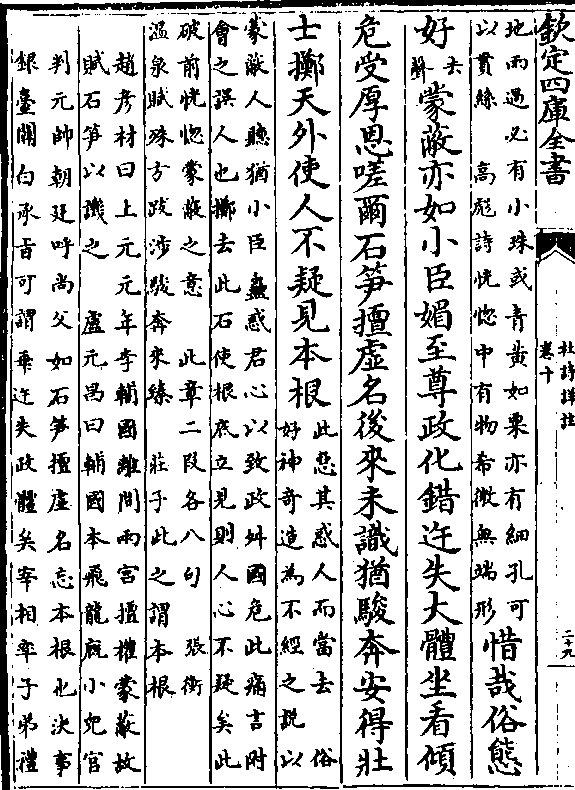 欽定四庫全書
杜詩詳註
卷十
二十九
地雨過必有小珠或青黃如粟亦有細孔可
以貫絲　高彪詩恍惚中有物希微無端形
惜哉俗態
好
去
聲
蒙蔽亦如小臣媚至尊政化錯迕失大體坐看傾
危受厚恩嗟爾石笋擅虛名後來未識猶駿奔安得壯
士擲天外使人不疑見本根
此惡其惑人而當去　俗
好神奇造為不經之說以
蒙蔽人聽猶小臣蠱惑君心以致政舛國危此痛言附
會之誤人也擲去此石使根底立見則人心不疑矣此
破前恍惚蒙蔽之意　此章二段各八句　張衡
温泉賦殊方跋涉駿奔來臻　莊子此之謂本根
趙彥材曰上元元年李輔國離間兩宮擅權蒙蔽故
賦石笋以譏之　盧元昌曰輔國本飛龍廐小兒官
判元帥朝廷呼尚父如石笋擅虛名忘本根也決事
銀臺關白承旨可謂乘迕失政體矣宰相率子弟禮